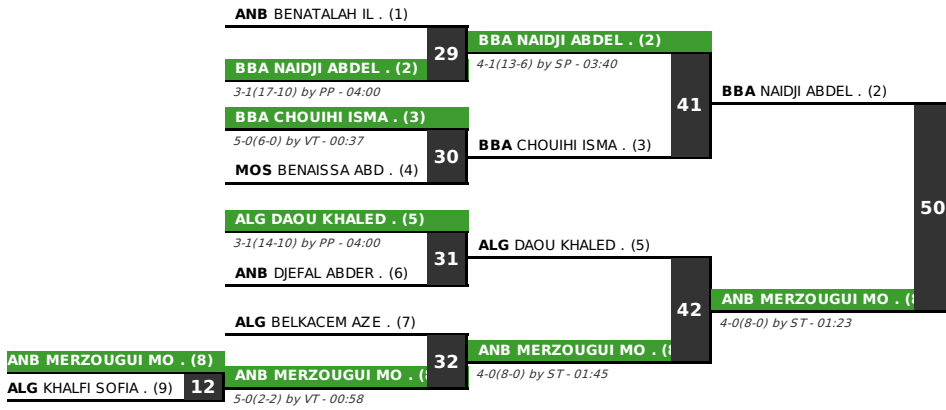 ANB BENATALAH IL . (1)
29
BBA NAIDJI ABDEL . (2)
3-1(17-10) by PP - 04:00
BBA CHOUIHI ISMA . (3)
5-0(6-0) by VT - 00:37
30
MOS BENAISSA ABD . (4)
ALG DAOU KHALED . (5)
3-1(14-10) by PP - 04:00
31
ANB DJEFAL ABDER . (6)
ALG BELKACEM AZE . (7)
32
ANB MERZOUGUI MO . (8
5-0(2-2) by VT - 00:58
ANB MERZOUGUI MO . (8)
ALG KHALFI SOFIA . (9)
12
BBA NAIDJI ABDEL . (2)
4-1(13-6) by SP - 03:40
41
BBA CHOUIHI ISMA . (3)
ALG DAOU KHALED . (5)
42
ANB MERZOUGUI MO . (8
4-0(8-0) by ST - 01:45
BBA NAIDJI ABDEL . (2)
50
ANB MERZOUGUI MO . (8
4-0(8-0) by ST - 01:23